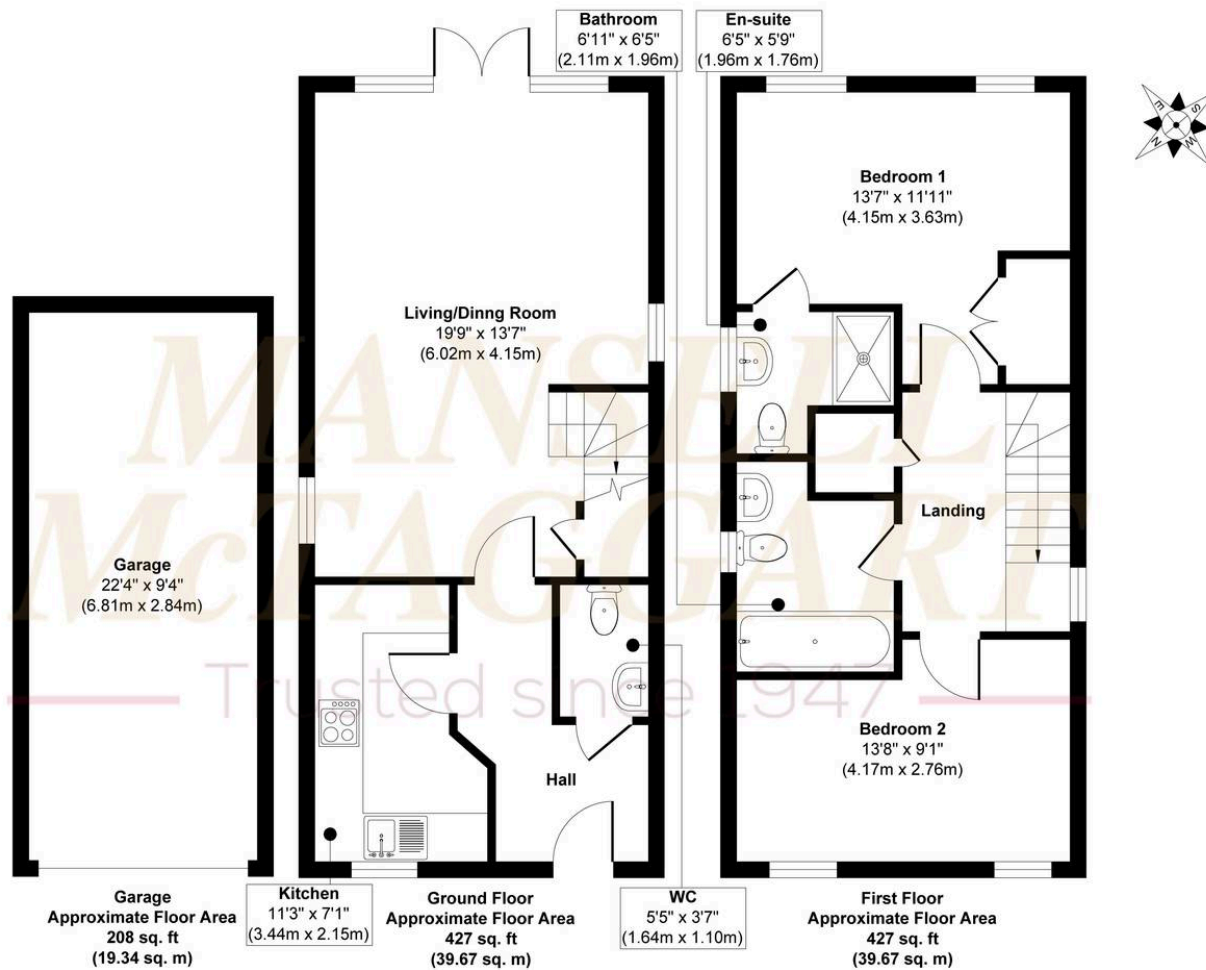 Bathroom
6'11" x 6'5"
(2.11m x 1.96m)
En-suite
6'5" x 5'9"
(1.96m x 1.76m)
E
S
N
W
Bedroom 1
13'7" x 11'11"
(4.15m x 3.63m)
Living/Dinng Room
19'9" x 13'7"
(6.02m x 4.15m)
MANSELL
McTAGGART
Trusted since 1947
Landing
Garage
22'4" x 9'4"
(6.81m x 2.84m)
Bedroom 2
13'8" x 9'1"
(4.17m x 2.76m)
Hall
Garage
Approximate Floor Area
208 sq. ft
(19.34 sq. m)
Kitchen
11'3" x 7'1"
(3.44m x 2.15m)
Ground Floor
Approximate Floor Area
427 sq. ft
(39.67 sq. m)
WC
5'5" x 3'7"
(1.64m x 1.10m)
First Floor
Approximate Floor Area
427 sq. ft
(39.67 sq. m)